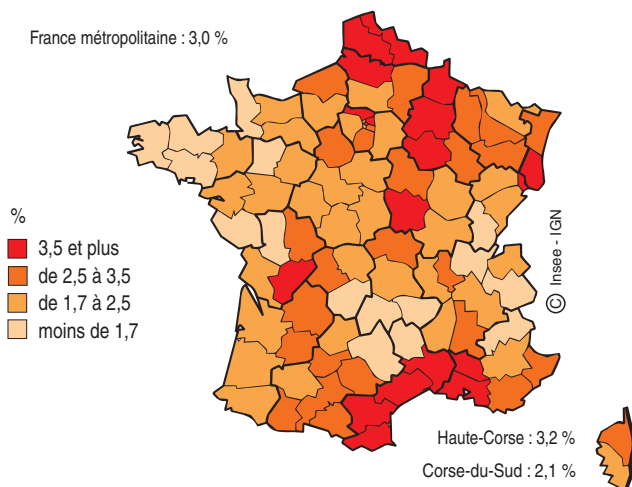 France métropolitaine : 3,0 %
%
3,5 et plus
de 2,5 à 3,5
de 1,7 à 2,5
moins de 1,7
© Insee - IGN
Haute-Corse : 3,2 %
Corse-du-Sud : 2,1 %